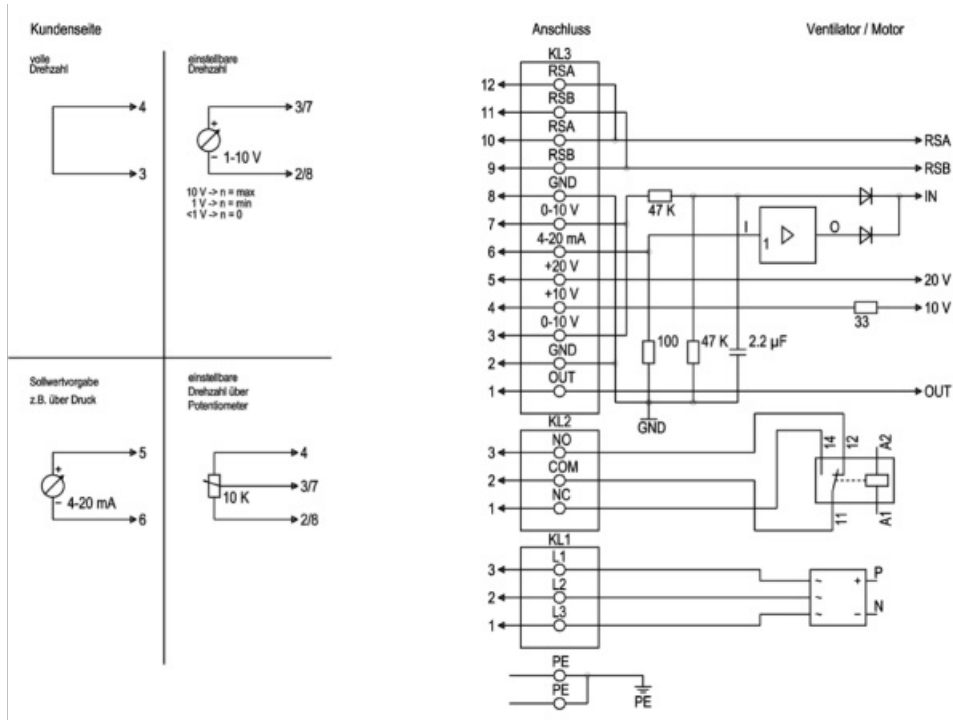 Kundenseite
volle
Drehzahl
4
3
einstellbare
Drehzahl
+
3/7
1-10 V
−
2/8
10 V -> n = max
1 V -> n = min
<1 V -> n = 0
Sollwertvorgabe
z.B. über Druck
+
5
4-20 mA
−
6
einstellbare
Drehzahl über
Potentiometer
4
3/7
10 K
2/8
Anschluss
Ventilator / Motor
KL3
RSA
12
RSB
11
RSA
10
RSA
RSB
9
RSB
GND
8
IN
47 K
0-10 V
7
I
1
O
4-20 mA
6
+20 V
5
20 V
+10 V
4
33
10 V
0-10 V
3
100
47 K
2.2 µF
GND
2
OUT
1
OUT
GND
KL2
NO
3
COM
2
NC
1
14
12
A2
11
A1
KL1
L1
3
L2
2
L3
1
~ +
~
~ −
P
N
PE
PE
PE